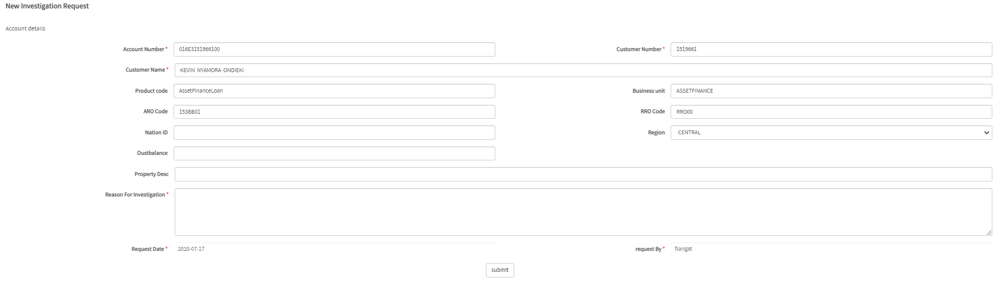 New Investigation Request
Account details
Account Number * 016E3151966100 Customer Number * 1519661
Customer Name * KEVIN NYAMORA ONDIEKI
Product code AssetFinanceLoan Business unit ASSETFINANCE
ARO Code 153BB01 RRO Code RRO00
Nation ID Region CENTRAL
Oustbalance
Property Desc
Reason For Investigation *
Request Date * 2020-07-17 request By * flangat
submit